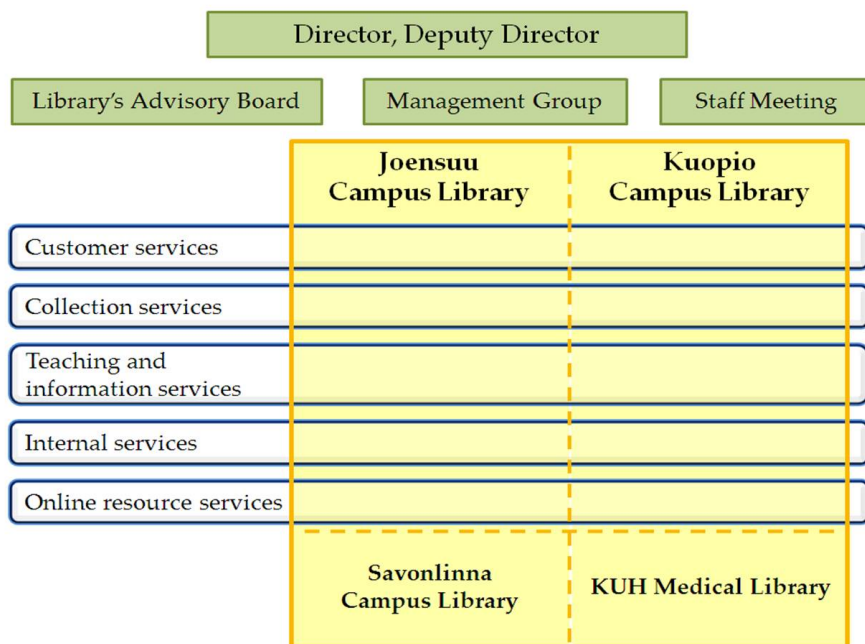 Director, Deputy Director
Library's Advisory Board
Management Group
Staff Meeting
Joensuu
Campus Library
Kuopio
Campus Library
Customer services
Collection services
Teaching and
information services
Internal services
Online resource services
Savonlinna
Campus Library
KUH Medical Library